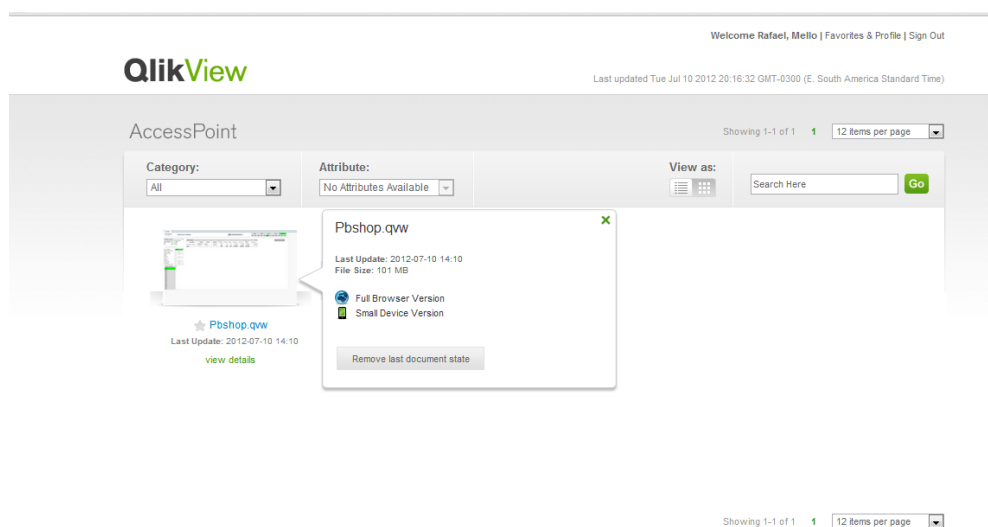 Welcome Rafael, Mello | Favorites & Profile | Sign Out
QlikView
Last updated Tue Jul 10 2012 20:16:32 GMT-0300 (E. South America Standard Time)
AccessPoint
Showing 1-1 of 1 1 12 items per page
Category:
Attribute:
View as:
All
No Attributes Available
Search Here
Go
Pbshop.qvw
Last Update: 2012-07-10 14:10
File Size: 101 MB
Full Browser Version
Small Device Version
Remove last document state
Pbshop.qvw
Last Update: 2012-07-10 14:10
view details
Showing 1-1 of 1 1 12 items per page